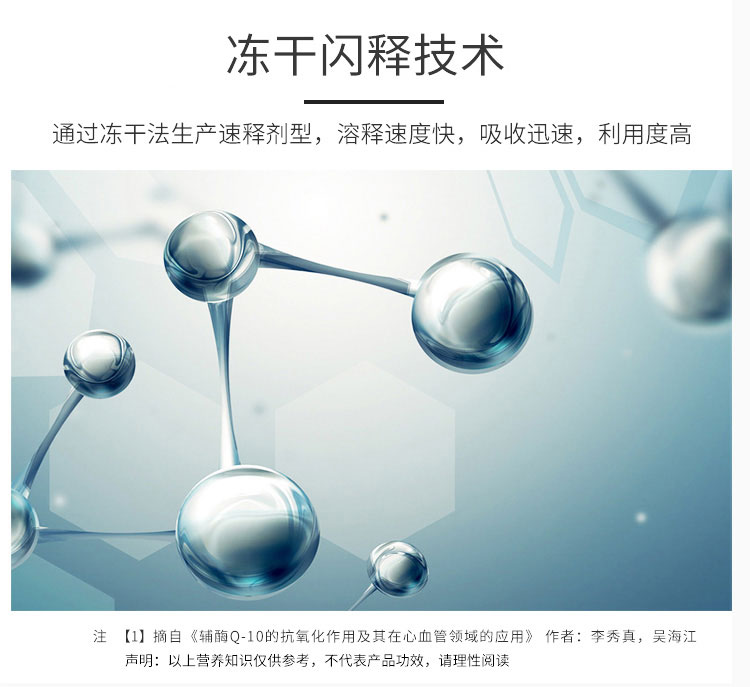 冻干闪释技术
通过冻干法生产速释剂型，溶释速度快，吸收迅速，利用度高
注 【1】摘自《辅酶Q-10的抗氧化作用及其在心血管领域的应用》 作者：李秀真，吴海江
声明：以上营养知识仅供参考，不代表产品功效，请理性阅读